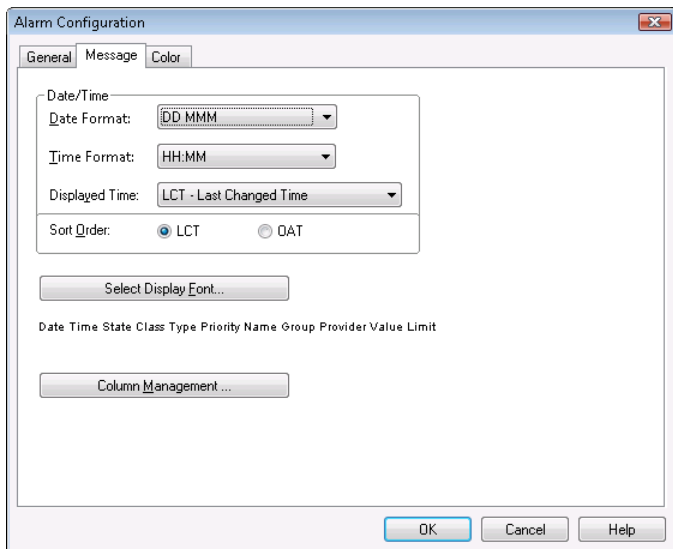 Alarm Configuration
General Message Color
Date/Time
Date Format: DD MMM
Time Format: HH:MM
Displayed Time: LCT - Last Changed Time
Sort Order: LCT OAT
Select Display Font...
Date Time State Class Type Priority Name Group Provider Value Limit
Column Management ...
OK Cancel Help